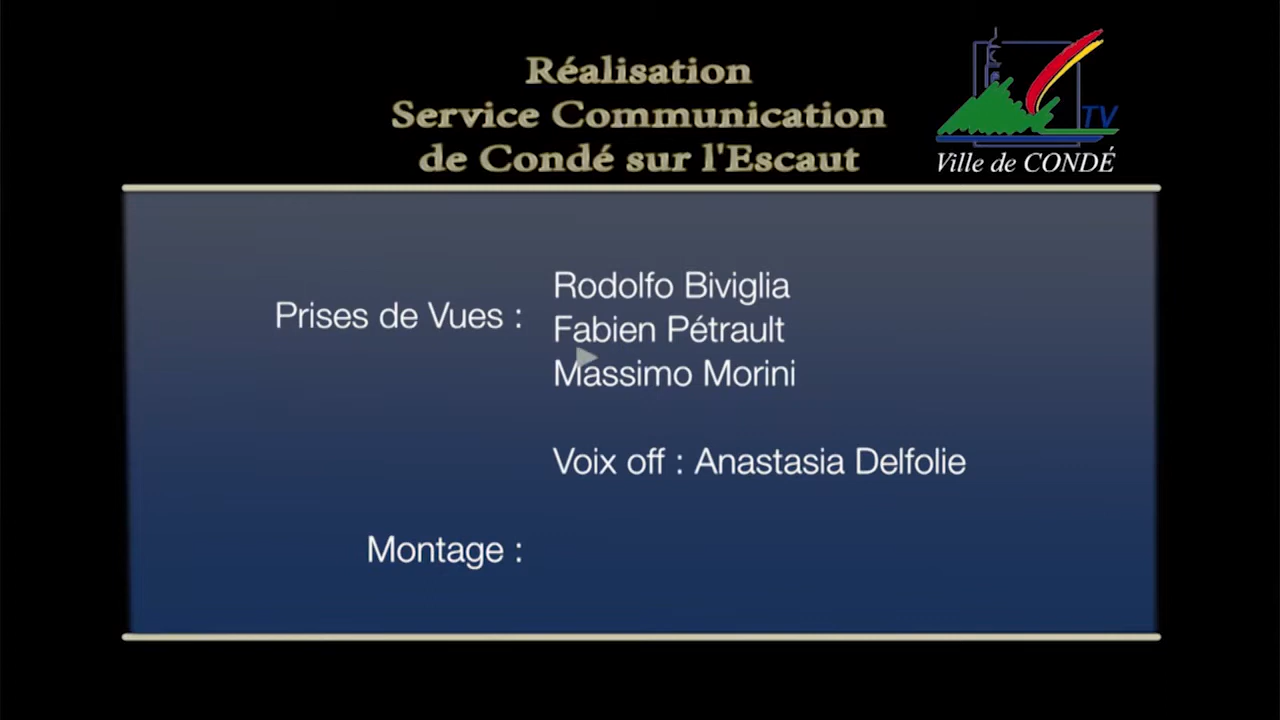 Réalisation
Service Communication
de Condé sur l'Escaut
TV
Ville de CONDÉ
Prises de Vues :
Rodolfo Biviglia
Fabien Pétrault
Massimo Morini
Voix off : Anastasia Delfolie
Montage :